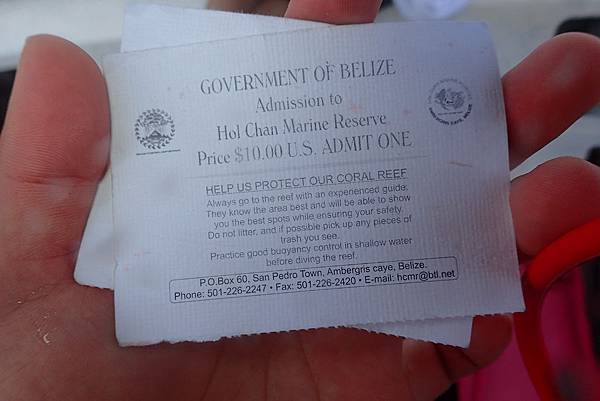 GOVERNMENT OF BELIZE
Admission to
Hol Chan Marine Reserve
Price $10.00 U.S. ADMIT ONE
HELP US PROTECT OUR CORAL REEF
Always go to the reef with an experienced guide;
They know the area best and will be able to show
you the best spots while ensuring your safety.
Do not litter, and if possible pick up any pieces of
trash you see.
Practice good buoyancy control in shallow water
before diving the reef.
P.O.Box 60, San Pedro Town, Ambergris caye, Belize.
Phone: 501-226-2247 • Fax: 501-226-2420 • E-mail: hcmr@btl.net